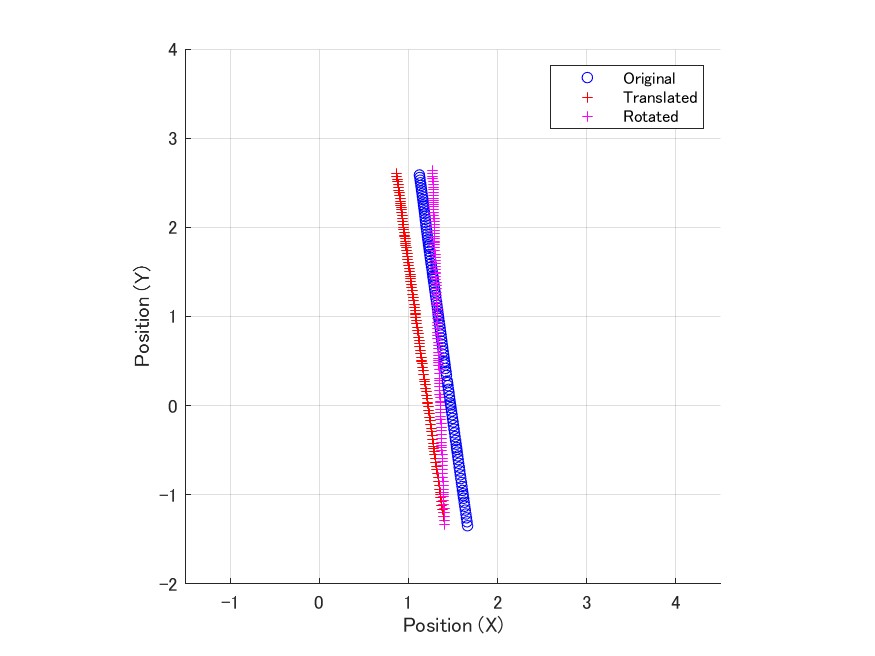 4
3
2
1
0
−1
−2
−1
0
1
2
3
4
Position (X)
Position (Y)
Original
Translated
Rotated